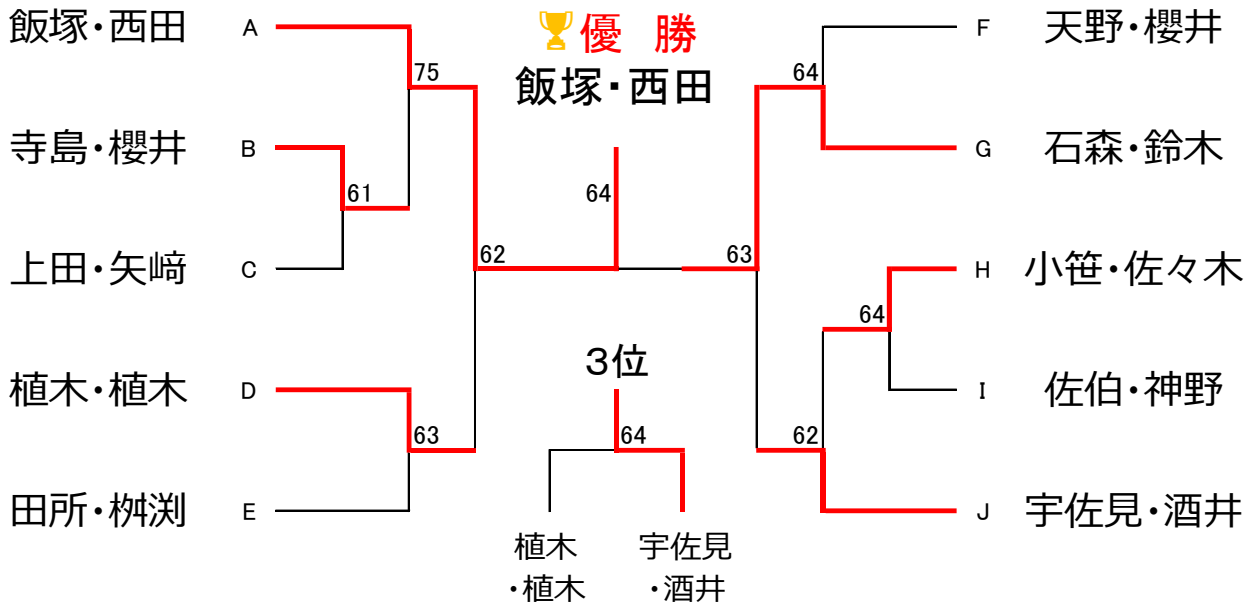 飯塚・西田 A
🏆優 勝
飯塚・西田
F 天野・櫻井
75
64
寺島・櫻井 B
G 石森・鈴木
61
64
上田・矢﨑 C
62
63
H 小笹・佐々木
64
3位
植木・植木 D
I 佐伯・神野
63
64
62
田所・桝渕 E
J 宇佐見・酒井
植木
・植木
宇佐見
・酒井